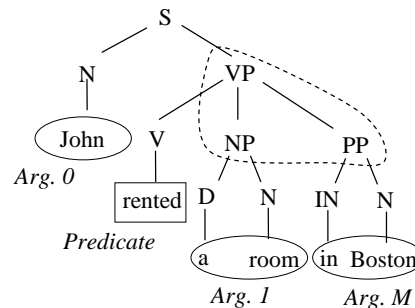 S
N VP
John V NP PP
Arg. 0
rented D N IN N
Predicate
a room in Boston
Arg. 1 Arg. M